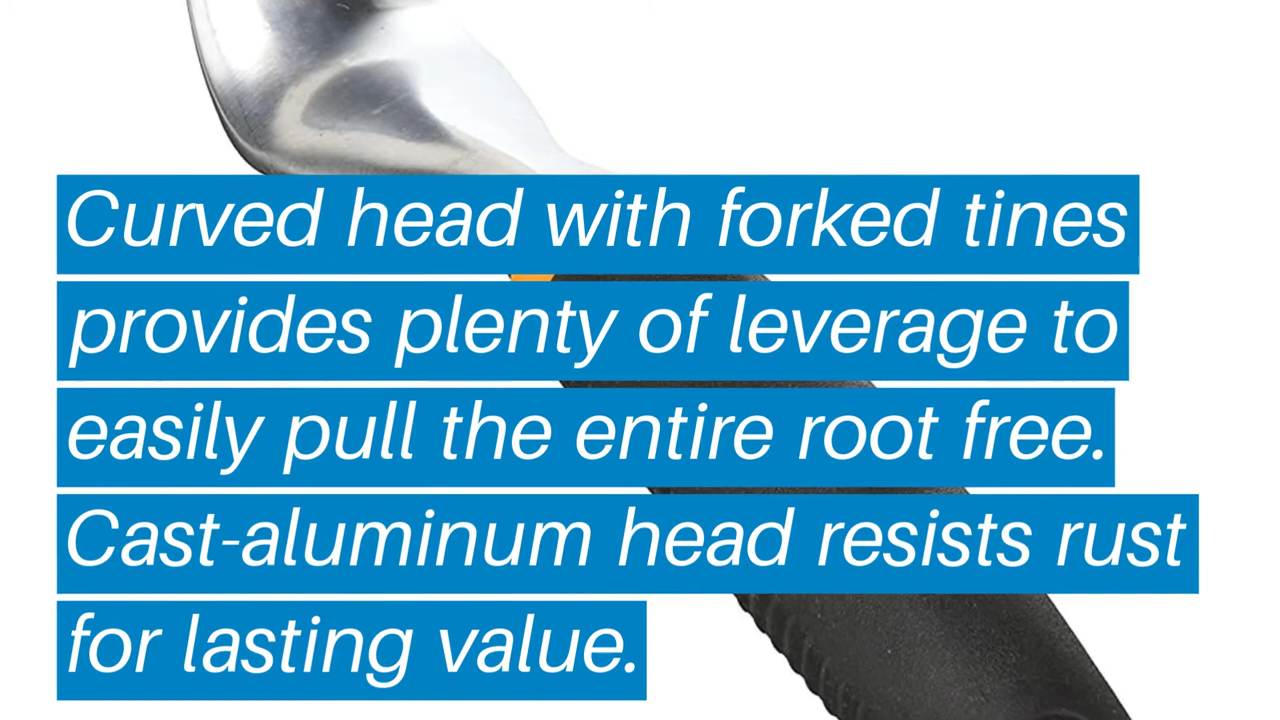 Curved head with forked tines
provides plenty of leverage to
easily pull the entire root free.
Cast-aluminum head resists rust
for lasting value.